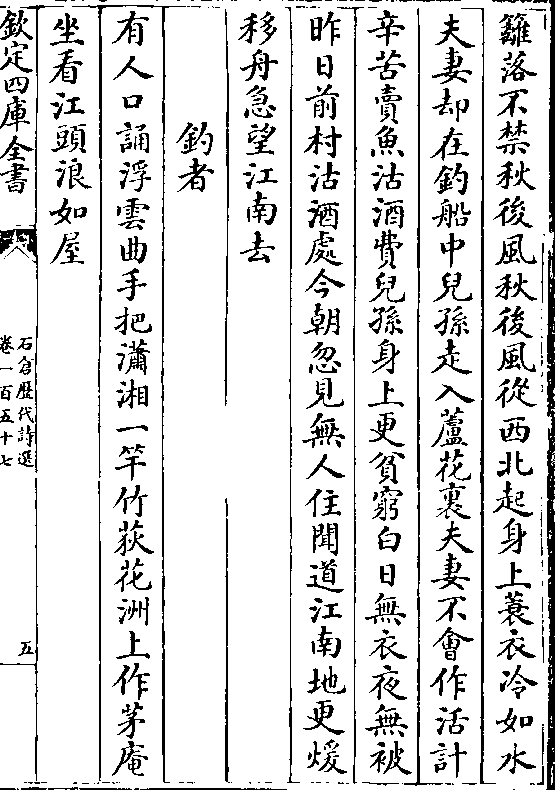 籬落不禁秋後風秋後風從西北起身上蓑衣冷如水
夫妻却在釣船中兒孫走入蘆花裏夫妻不會作活計
辛苦賣魚沽酒費兒孫身上更貧窮白日無衣夜無被
昨日前村沽酒處今朝忽見無人住聞道江南地更煖
移舟急望江南去
釣者
有人口誦浮雲曲手把瀟湘一竿竹荻花洲上作茅庵
坐看江頭浪如屋
欽定四庫全書
石倉歴代詩選
卷一百五十七
五